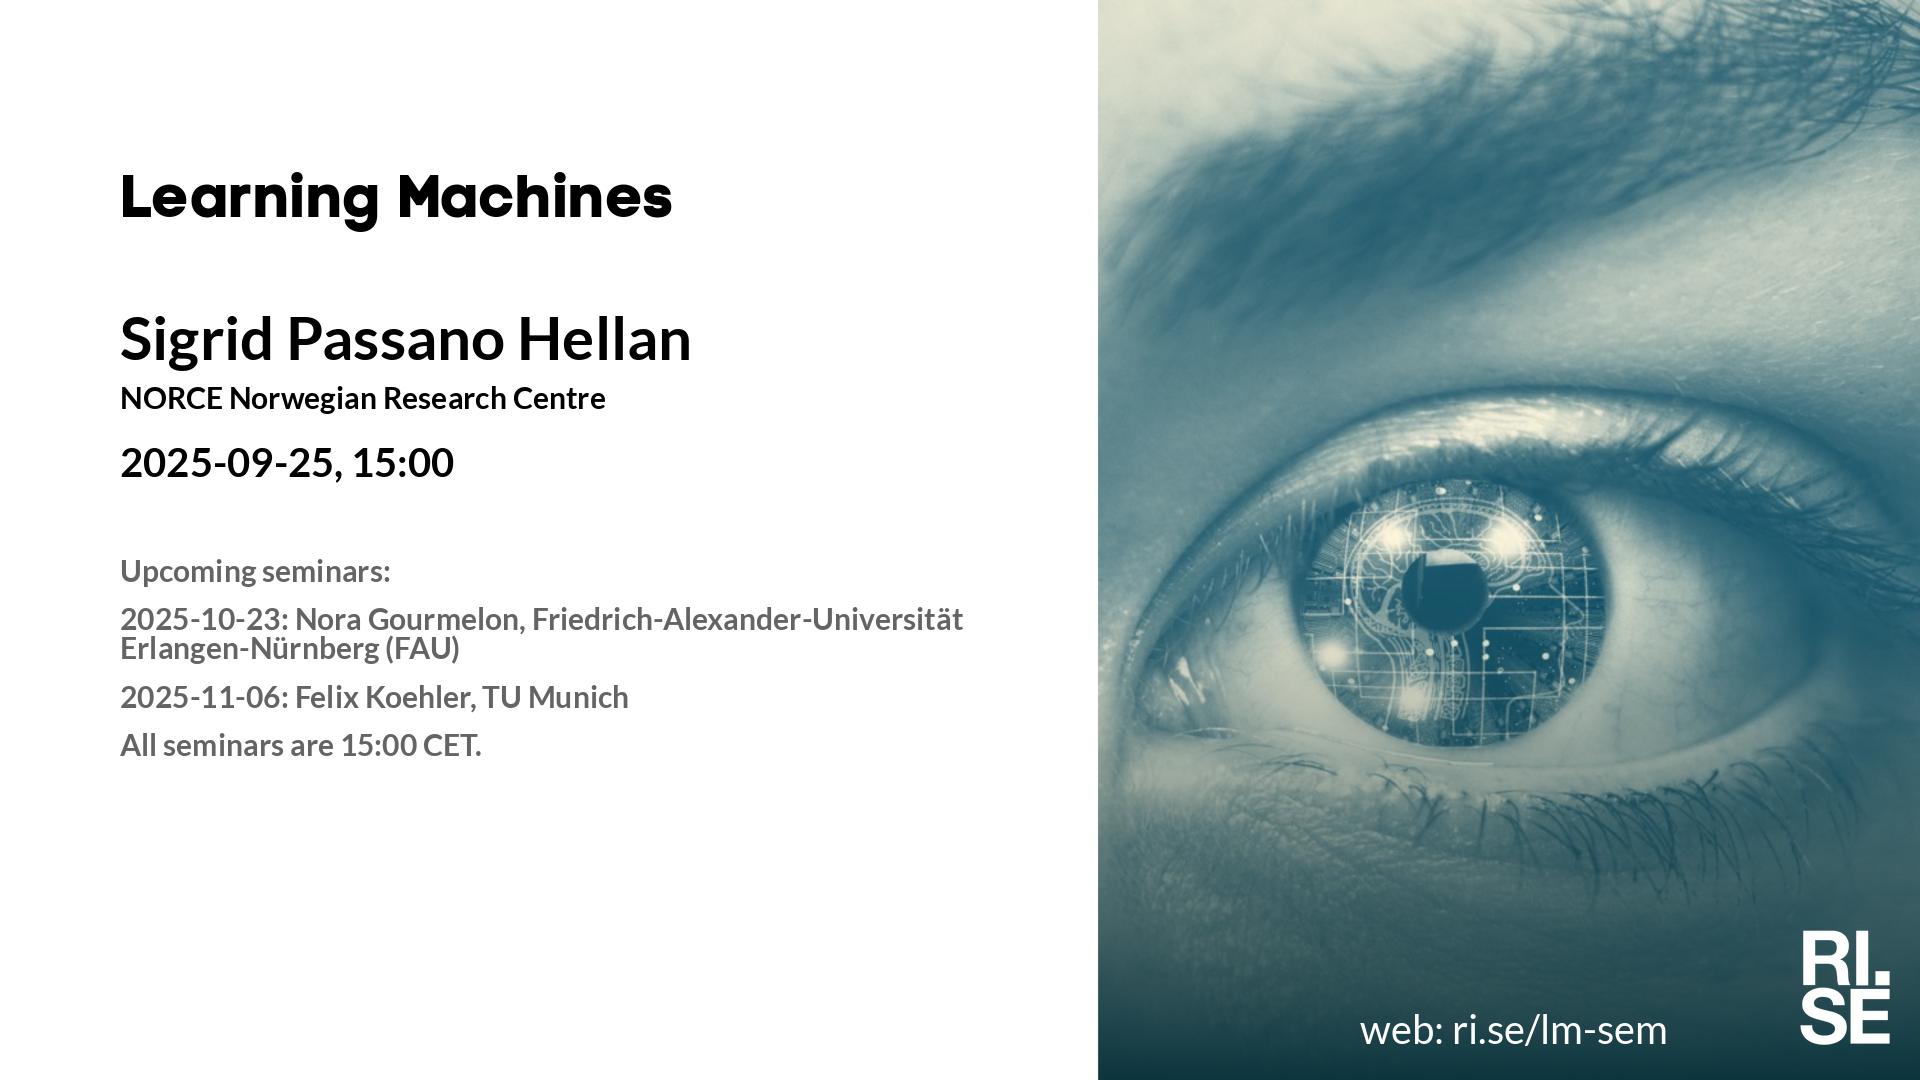 Learning Machines
Sigrid Passano Hellan
NORCE Norwegian Research Centre
2025-09-25, 15:00
Upcoming seminars:
2025-10-23: Nora Gourmelon, Friedrich-Alexander-Universität
Erlangen-Nürnberg (FAU)
2025-11-06: Felix Koehler, TU Munich
All seminars are 15:00 CET.
web: ri.se/lm-sem
RI.
SE